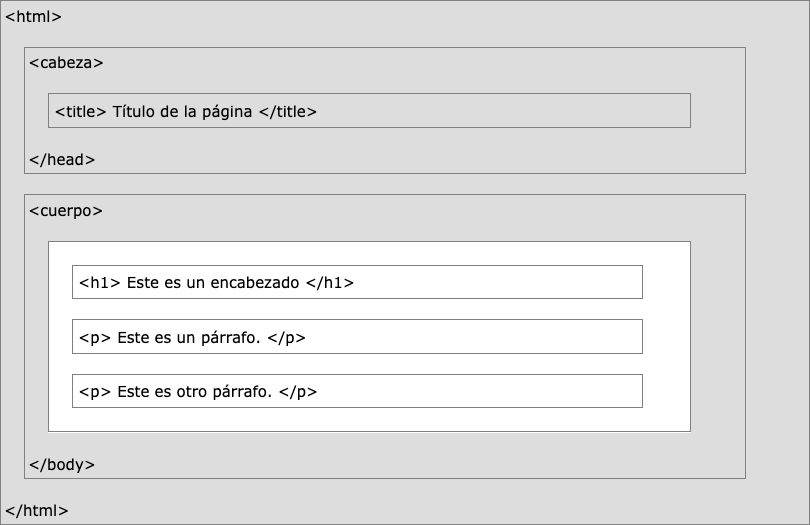 <html>
<cabeza>
<title> Título de la página </title>
</head>
<cuerpo>
<h1> Este es un encabezado </h1>
<p> Este es un párrafo. </p>
<p> Este es otro párrafo. </p>
</body>
</html>